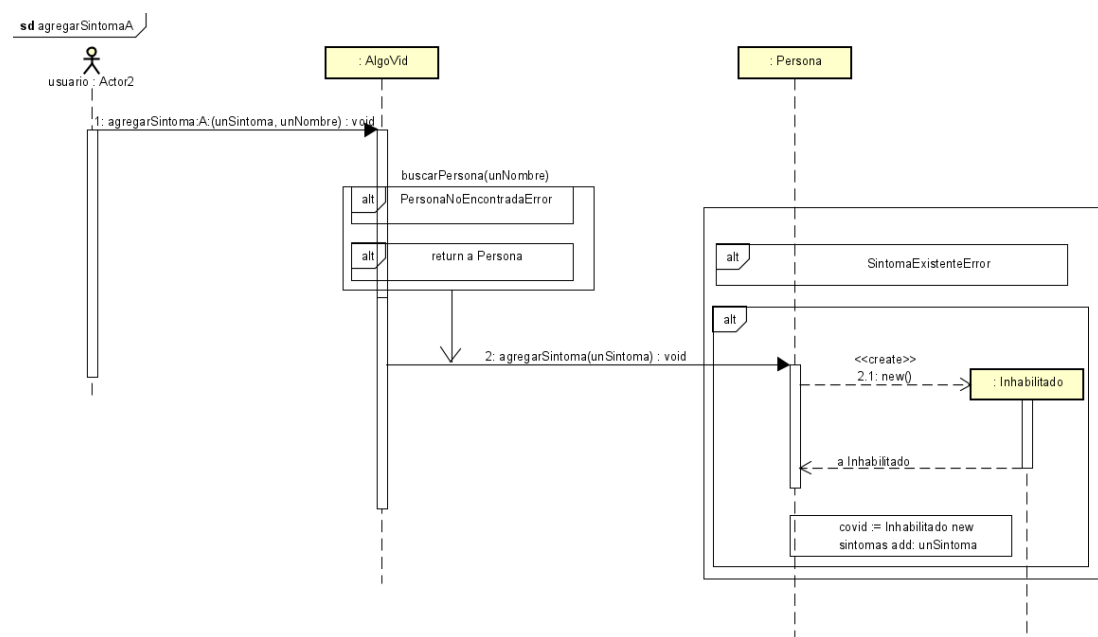 sd agregarSintomaA
usuario : Actor2
: AlgoVid
: Persona
1: agregarSintoma:A:(unSintoma, unNombre) : void
buscarPersona(unNombre)
alt PersonaNoEncontradaError
alt return a Persona
alt SintomaExistenteError
alt
2: agregarSintoma(unSintoma) : void
<<create>>
2.1: new()
: Inhabilitado
a Inhabilitado
covid := Inhabilitado new
sintomas add: unSintoma